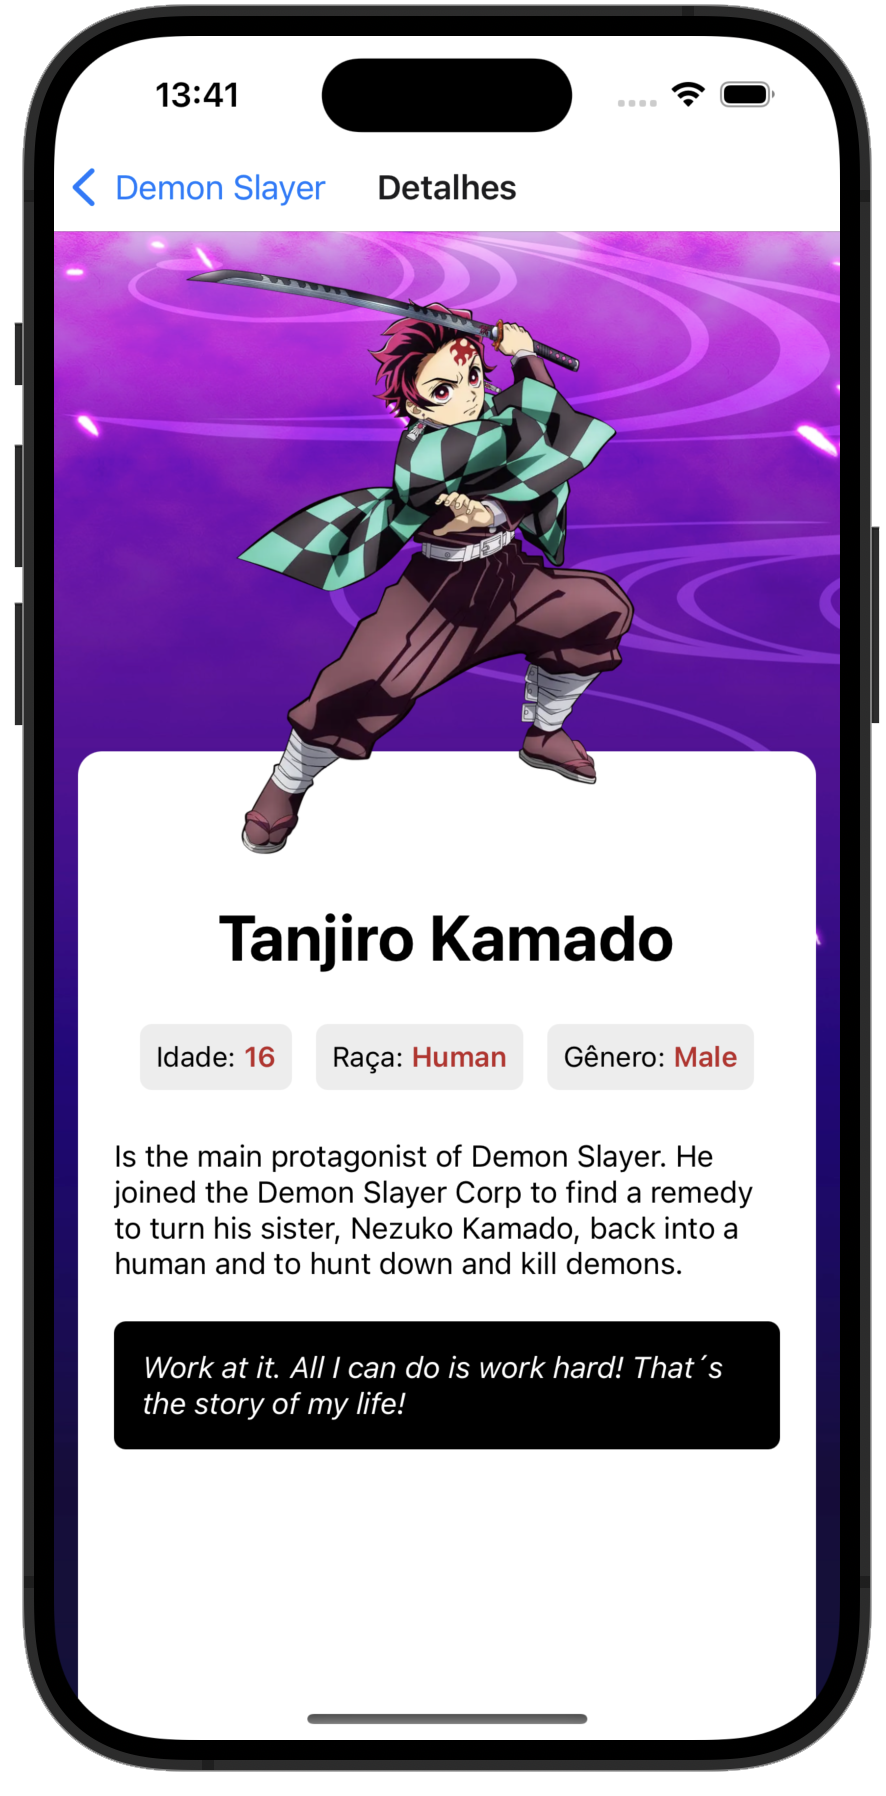 13:41
Demon Slayer Detalhes
Tanjiro Kamado
Idade: 16 Raça: Human Gênero: Male
Is the main protagonist of Demon Slayer. He
joined the Demon Slayer Corp to find a remedy
to turn his sister, Nezuko Kamado, back into a
human and to hunt down and kill demons.
Work at it. All I can do is work hard! That´s
the story of my life!